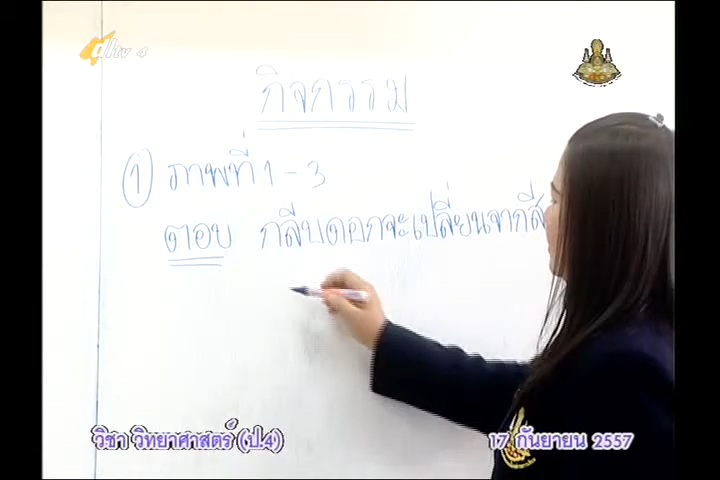 dltv 4
กิจกรรม
1 ภาพที่ 1 - 3
ตอบ กลีบดอกจะเปลี่ยนจากสี
วิชา วิทยาศาสตร์ (ป.4)
17 กันยายน 2557